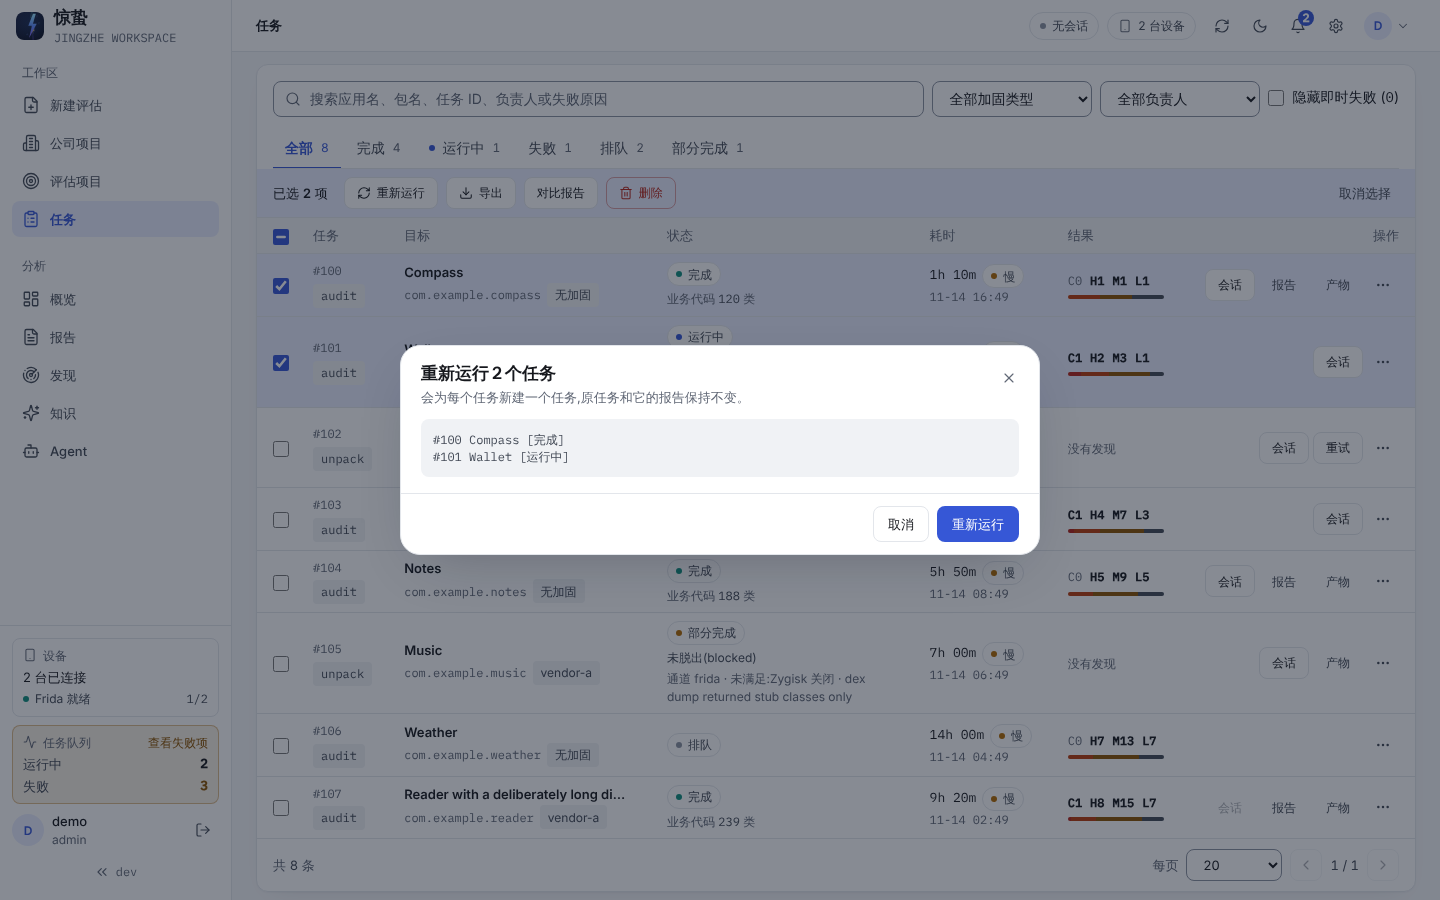 惊蛰
JINGZHE WORKSPACE
工作区
新建评估
公司项目
评估项目
任务
分析
概览
报告
发现
知识
Agent
设备
2 台已连接
Frida 就绪 1/2
任务队列 查看失败项
运行中 2
失败 3
D demo
admin
dev
任务
无会话 2 台设备 2 D
搜索应用名、包名、任务 ID、负责人或失败原因 全部加固类型 全部负责人 隐藏即时失败 (0)
全部 8 完成 4 运行中 1 失败 1 排队 2 部分完成 1
已选 2 项 重新运行 导出 对比报告 删除 取消选择
任务 目标 状态 耗时 结果 操作
#100 Compass 完成 1h 10m 慢 C0 H1 M1 L1 会话 报告 产物 ···
audit com.example.compass 无加固 业务代码 120 类 11-14 16:49
#101 运行中 C1 H2 M3 L1 会话 ···
audit
重新运行 2 个任务
会为每个任务新建一个任务,原任务和它的报告保持不变。
#100 Compass [完成]
#101 Wallet [运行中]
取消 重新运行
#102 没有发现 会话 重试 ···
unpack
#103 C1 H4 M7 L3 会话 ···
audit
#104 Notes 完成 5h 50m 慢 C0 H5 M9 L5 会话 报告 产物 ···
audit com.example.notes 无加固 业务代码 188 类 11-14 08:49
#105 Music 部分完成 7h 00m 慢 没有发现 会话 产物 ···
unpack com.example.music vendor-a 未脱出(blocked) 11-14 06:49
通道 frida · 未满足:Zygisk 关闭 · dex
dump returned stub classes only
#106 Weather 排队 14h 00m 慢 C0 H7 M13 L7 ···
audit com.example.weather 无加固 11-14 04:49
#107 Reader with a deliberately long di... 完成 9h 20m 慢 C1 H8 M15 L7 会话 报告 产物 ···
audit com.example.reader vendor-a 业务代码 239 类 11-14 02:49
共 8 条 每页 20 1 / 1